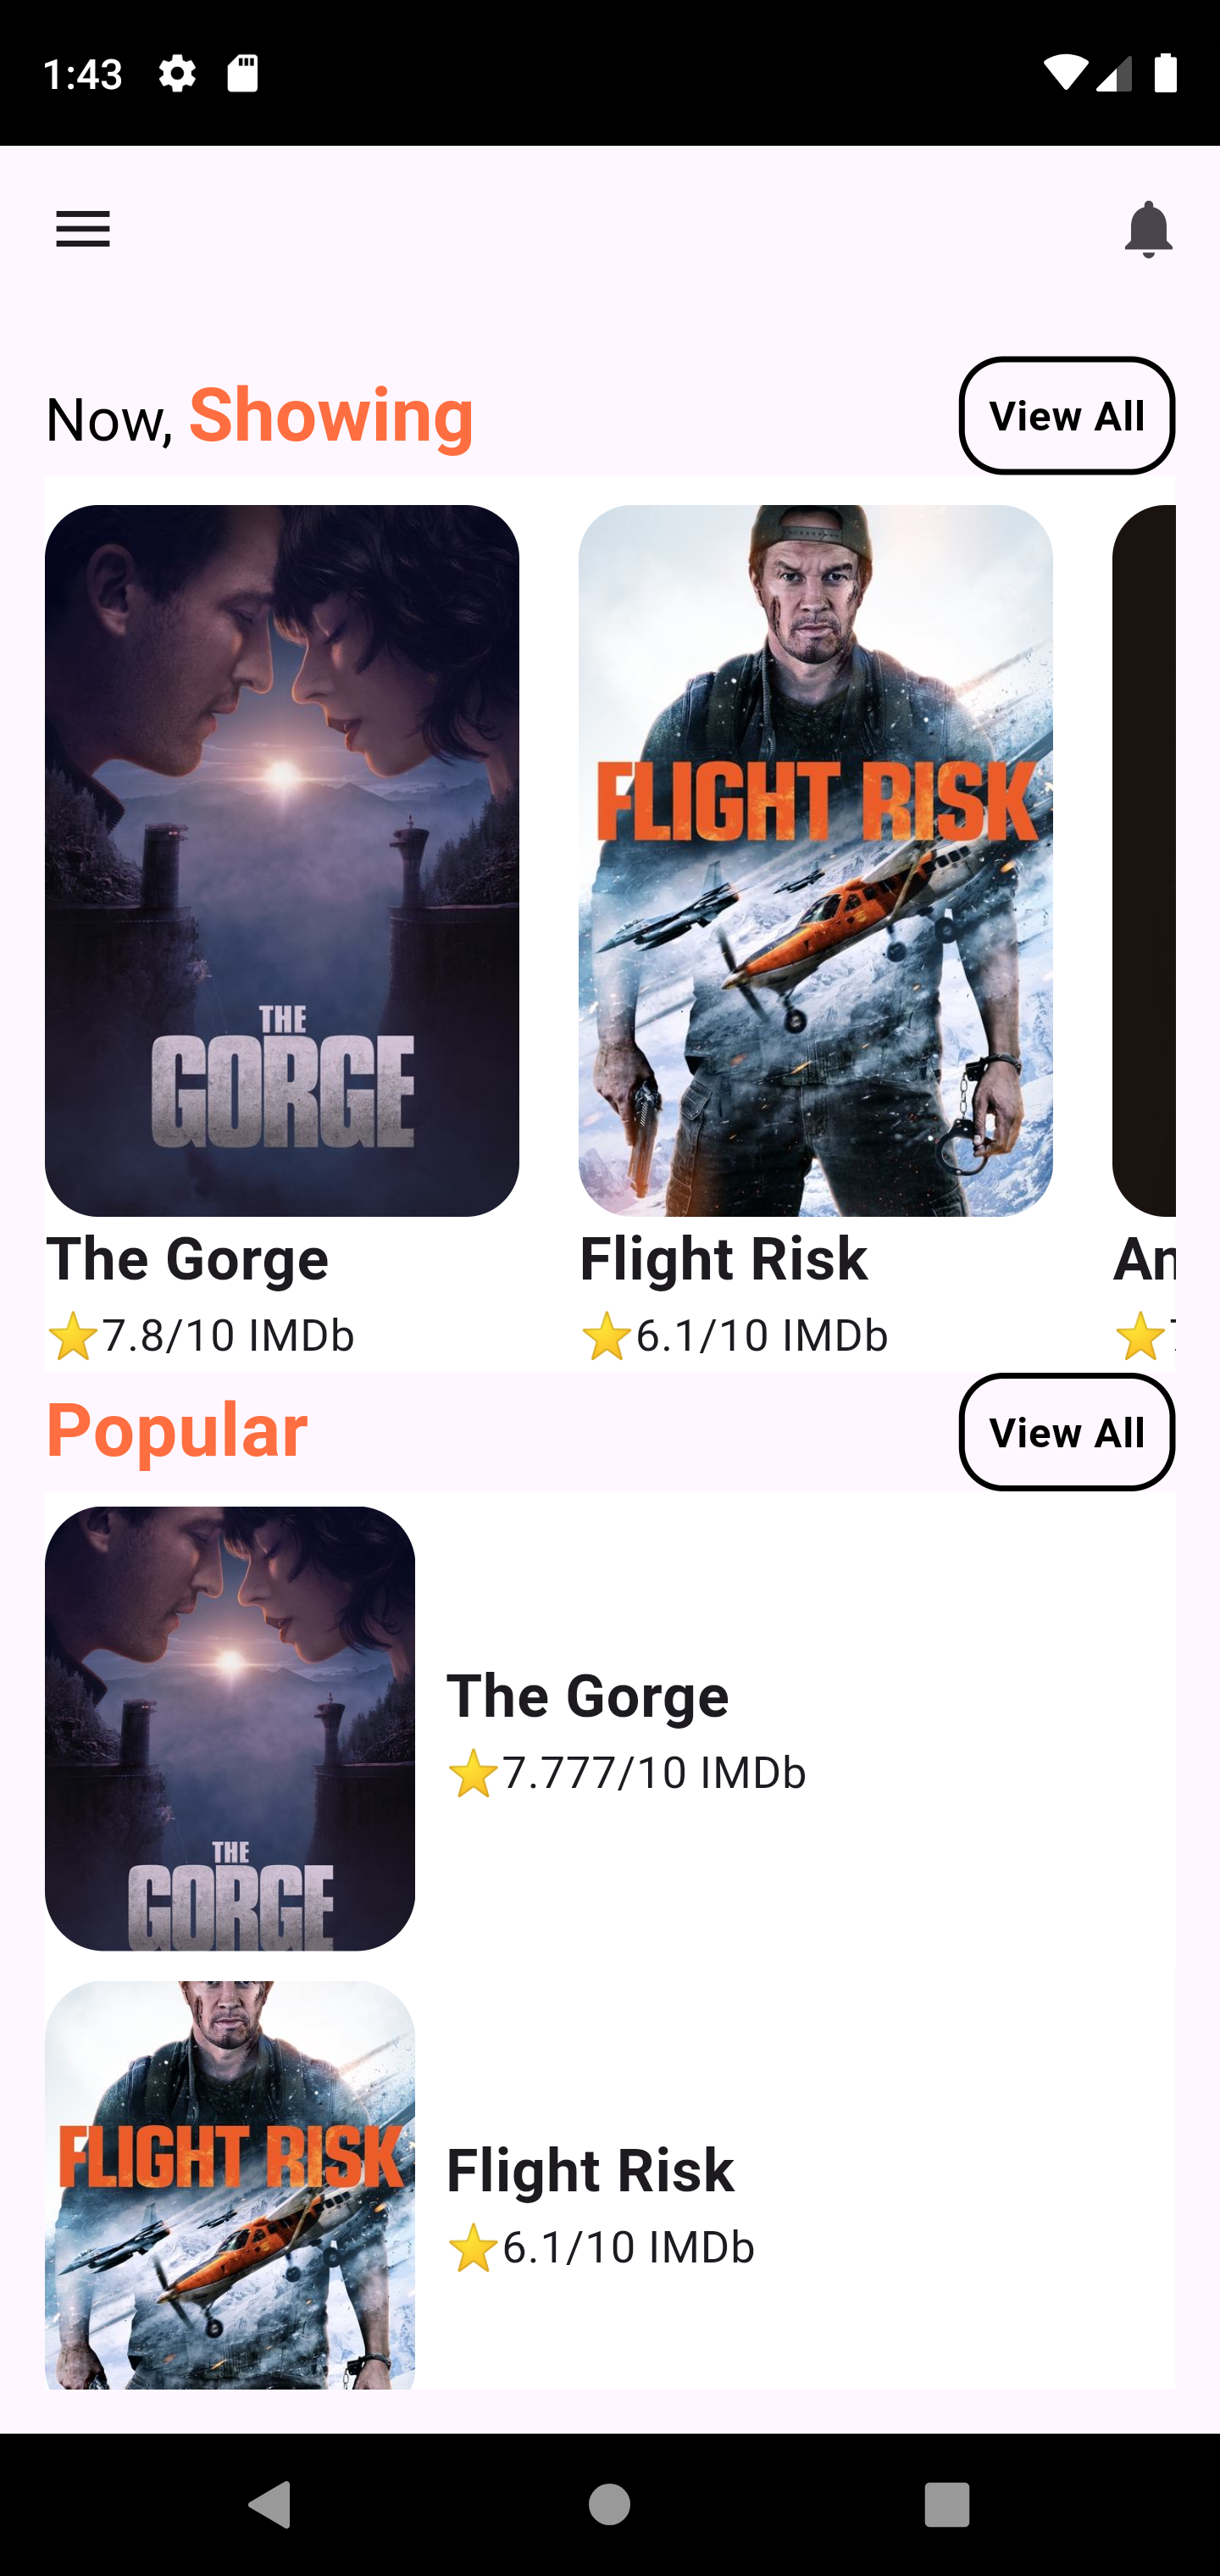 1:43
Now, Showing
View All
THE
GORGE
FLIGHT RISK
The Gorge
Flight Risk
An
⭐7.8/10 IMDb
⭐6.1/10 IMDb
⭐
Popular
View All
THE
GORGE
The Gorge
⭐7.777/10 IMDb
FLIGHT RISK
Flight Risk
⭐6.1/10 IMDb